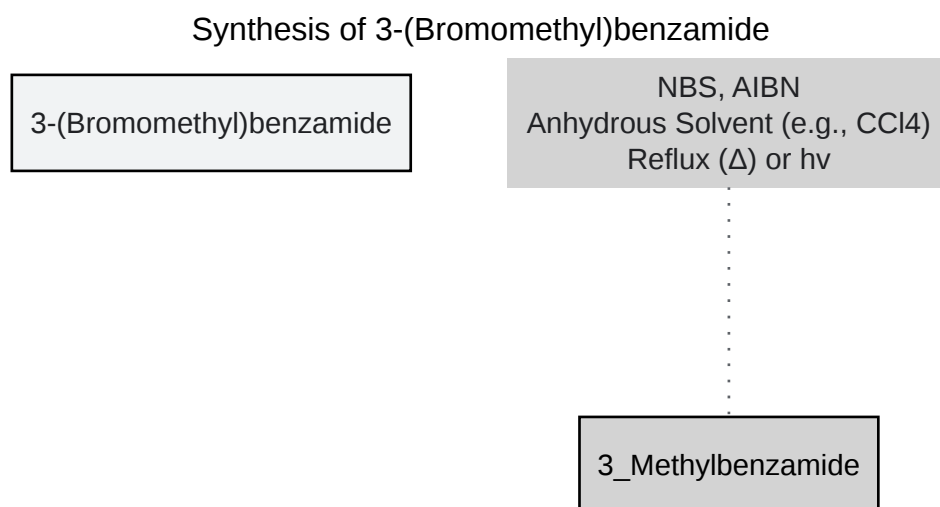 Synthesis of 3-(Bromomethyl)benzamide
3-(Bromomethyl)benzamide
NBS, AIBN
Anhydrous Solvent (e.g., CCl4)
Reflux (Δ) or hv
3_Methylbenzamide